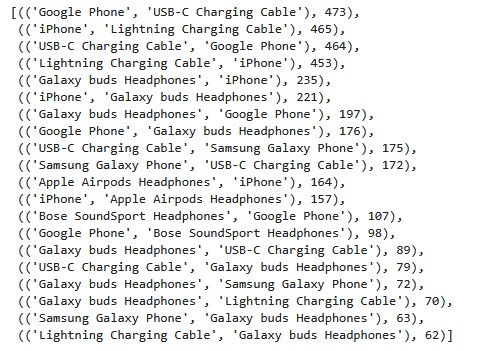 [(('Google Phone', 'USB-C Charging Cable'), 473),
(('iPhone', 'Lightning Charging Cable'), 465),
(('USB-C Charging Cable', 'Google Phone'), 464),
(('Lightning Charging Cable', 'iPhone'), 453),
(('Galaxy buds Headphones', 'iPhone'), 235),
(('iPhone', 'Galaxy buds Headphones'), 221),
(('Galaxy buds Headphones', 'Google Phone'), 197),
(('Google Phone', 'Galaxy buds Headphones'), 176),
(('USB-C Charging Cable', 'Samsung Galaxy Phone'), 175),
(('Samsung Galaxy Phone', 'USB-C Charging Cable'), 172),
(('Apple Airpods Headphones', 'iPhone'), 164),
(('iPhone', 'Apple Airpods Headphones'), 157),
(('Bose SoundSport Headphones', 'Google Phone'), 107),
(('Google Phone', 'Bose SoundSport Headphones'), 98),
(('Galaxy buds Headphones', 'USB-C Charging Cable'), 89),
(('USB-C Charging Cable', 'Galaxy buds Headphones'), 79),
(('Galaxy buds Headphones', 'Samsung Galaxy Phone'), 72),
(('Galaxy buds Headphones', 'Lightning Charging Cable'), 70),
(('Samsung Galaxy Phone', 'Galaxy buds Headphones'), 63),
(('Lightning Charging Cable', 'Galaxy buds Headphones'), 62)]